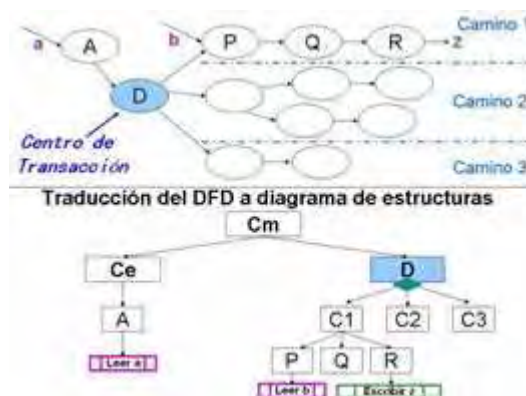 Camino 1
a
A
b
P
Q
R
z
D
Camino 2
Centro de
Transacción
Camino 3
Traducción del DFD a diagrama de estructuras
Cm
Ce
D
A
C1
C2
C3
Leer a
P
Q
R
Leer b
Escribir z